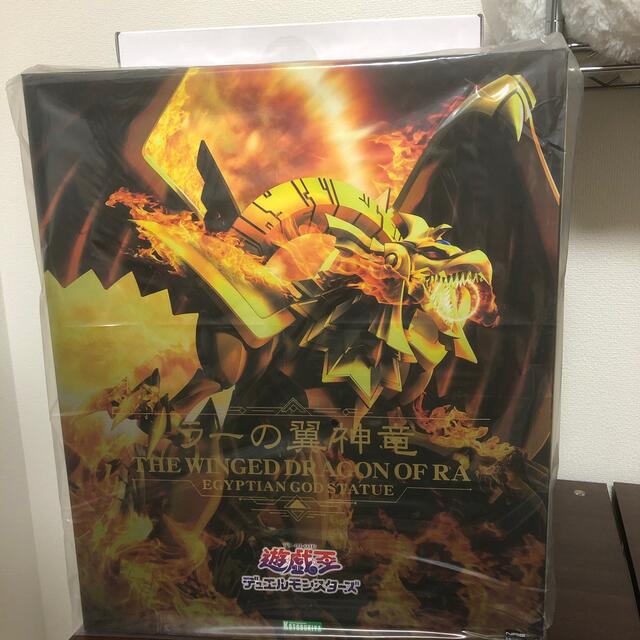 ラーの翼神竜
THE WINGED DRAGON OF RA
EGYPTIAN GOD STATUE
遊戯王
デュエルモンスターズ
KOTOBUKIYA